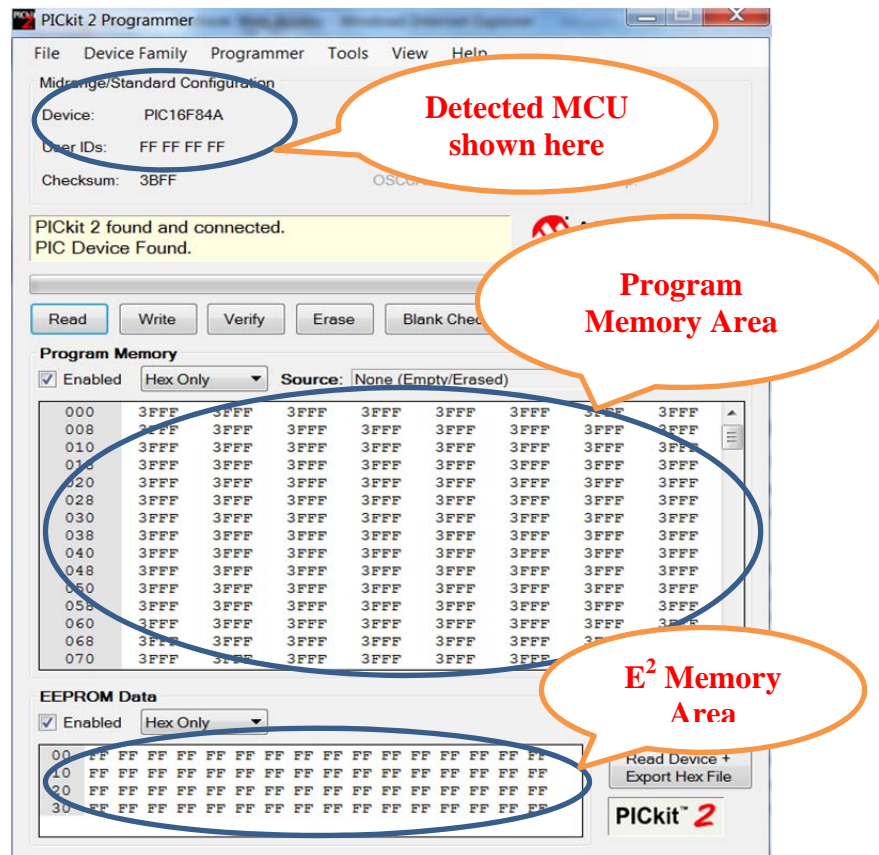 PICkit 2 Programmer
File Device Family Programmer Tools View Help
Midrange/Standard Configuration
Device: PIC16F84A
User IDs: FF FF FF FF
Checksum: 3BFF
Detected MCU
shown here
PICkit 2 found and connected.
PIC Device Found.
Program
Memory Area
Read Write Verify Erase Blank Chec
Program Memory
Enabled Hex Only Source: None (Empty/Erased)
000 3FFF 3FFF 3FFF 3FFF 3FFF 3FFF 3FFF 3FFF
008 3FFF 3FFF 3FFF 3FFF 3FFF 3FFF 3FFF 3FFF
010 3FFF 3FFF 3FFF 3FFF 3FFF 3FFF 3FFF 3FFF
018 3FFF 3FFF 3FFF 3FFF 3FFF 3FFF 3FFF 3FFF
020 3FFF 3FFF 3FFF 3FFF 3FFF 3FFF 3FFF 3FFF
028 3FFF 3FFF 3FFF 3FFF 3FFF 3FFF 3FFF 3FFF
030 3FFF 3FFF 3FFF 3FFF 3FFF 3FFF 3FFF 3FFF
038 3FFF 3FFF 3FFF 3FFF 3FFF 3FFF 3FFF 3FFF
040 3FFF 3FFF 3FFF 3FFF 3FFF 3FFF 3FFF 3FFF
048 3FFF 3FFF 3FFF 3FFF 3FFF 3FFF 3FFF 3FFF
050 3FFF 3FFF 3FFF 3FFF 3FFF 3FFF 3FFF 3FFF
058 3FFF 3FFF 3FFF 3FFF 3FFF 3FFF 3FFF 3FFF
060 3FFF 3FFF 3FFF 3FFF 3FFF 3FFF 3FFF 3FFF
068 3FFF 3FFF 3FFF 3FFF 3FFF 3FFF
070 3FFF 3FFF 3FFF 3FFF 3FFF 3FFF
E² Memory
Area
EEPROM Data
Enabled Hex Only
00 FF FF FF FF FF FF FF FF FF FF FF FF FF FF FF FF
10 FF FF FF FF FF FF FF FF FF FF FF FF FF FF FF FF
20 FF FF FF FF FF FF FF FF FF FF FF FF FF FF FF FF
30 FF FF FF FF FF FF FF FF FF FF FF FF FF FF FF FF
Read Device +
Export Hex File
PICkit™ 2